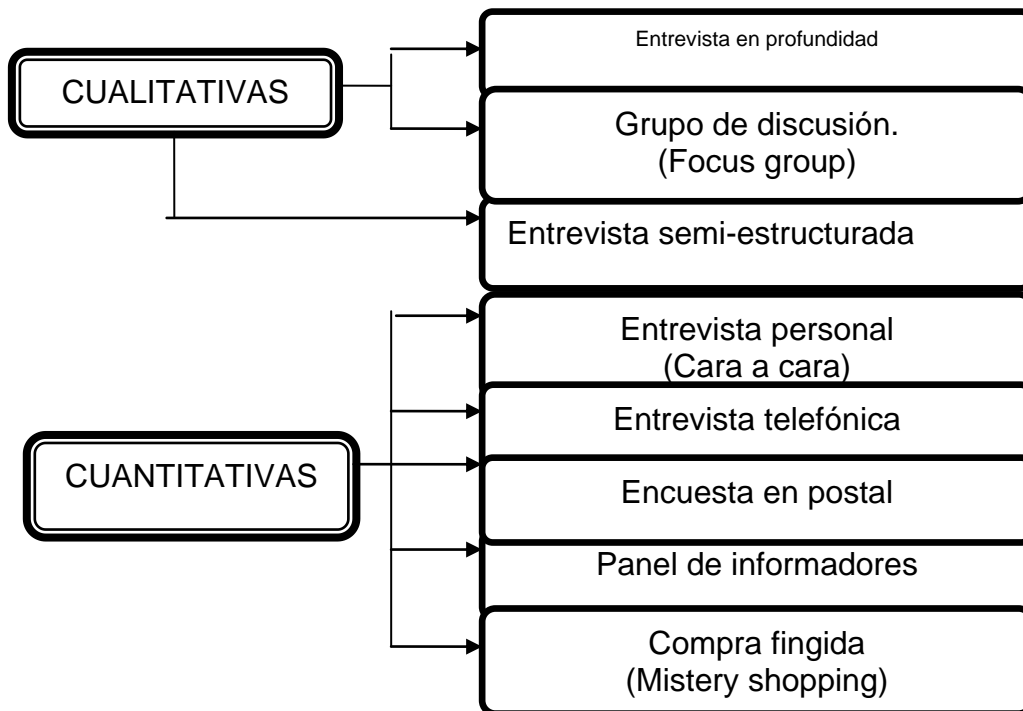 CUALITATIVAS
Entrevista en profundidad
Grupo de discusión.
(Focus group)
Entrevista semi-estructurada
CUANTITATIVAS
Entrevista personal
(Cara a cara)
Entrevista telefónica
Encuesta en postal
Panel de informadores
Compra fingida
(Mistery shopping)